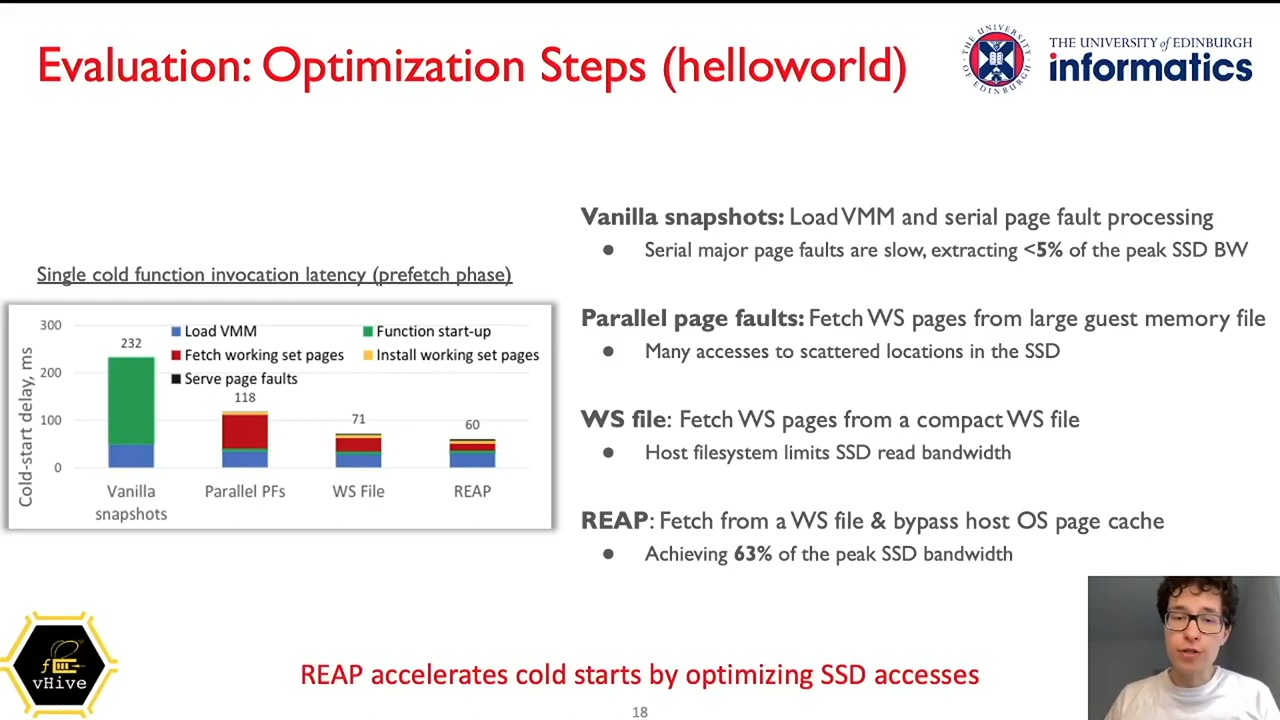 Evaluation: Optimization Steps (helloworld)
THE UNIVERSITY of EDINBURGH
informatics
THE UNIVERSITY OF EDINBURGH
Vanilla snapshots: Load VMM and serial page fault processing
● Serial major page faults are slow, extracting <5% of the peak SSD BW
Parallel page faults: Fetch WS pages from large guest memory file
● Many accesses to scattered locations in the SSD
WS file: Fetch WS pages from a compact WS file
● Host filesystem limits SSD read bandwidth
REAP: Fetch from a WS file & bypass host OS page cache
● Achieving 63% of the peak SSD bandwidth
Single cold function invocation latency (prefetch phase)
Cold-start delay, ms
300
200
100
0
Load VMM
Function start-up
Fetch working set pages
Install working set pages
Serve page faults
232
118
71
60
Vanilla
snapshots
Parallel PFs
WS File
REAP
vHive
REAP accelerates cold starts by optimizing SSD accesses
18